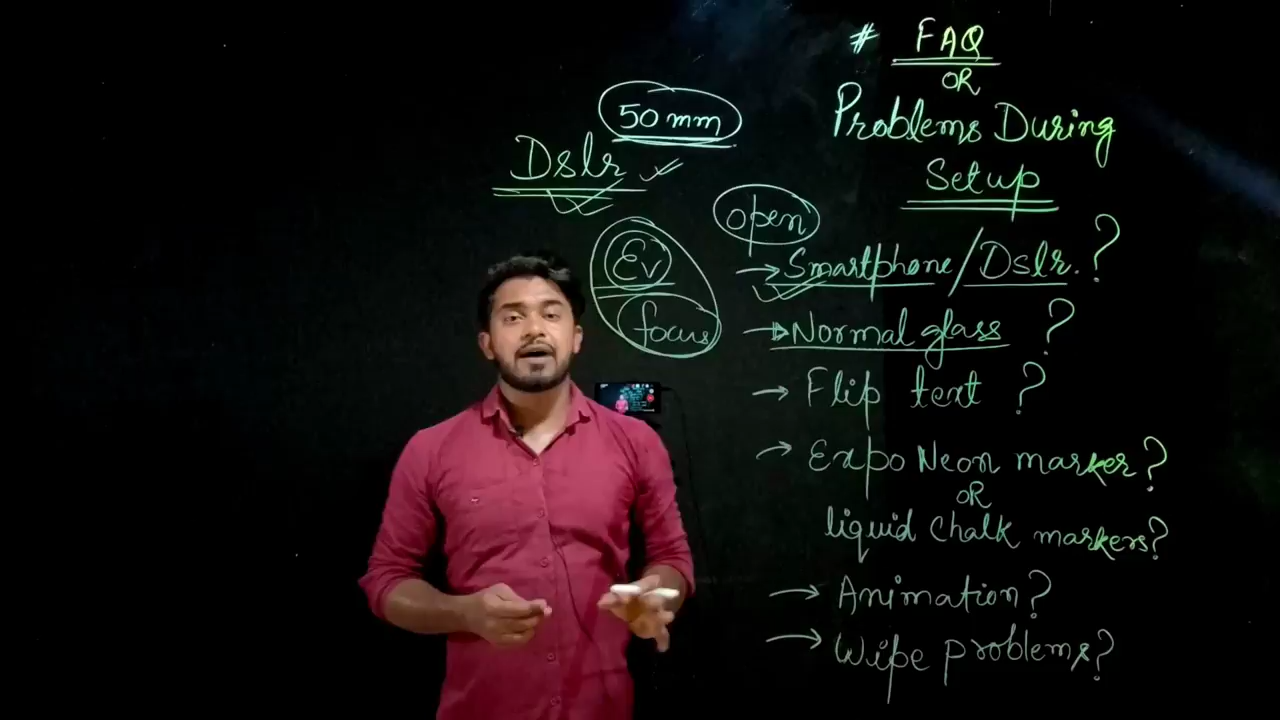 # FAQ
OR
Problems During
Setup
50 mm
Dslr
open
Ev
focus
→ Smartphone/Dslr. ?
→ Normal glass ?
→ Flip text ?
→ Expo Neon marker?
OR
liquid chalk markers?
→ Animation?
→ Wipe problems?